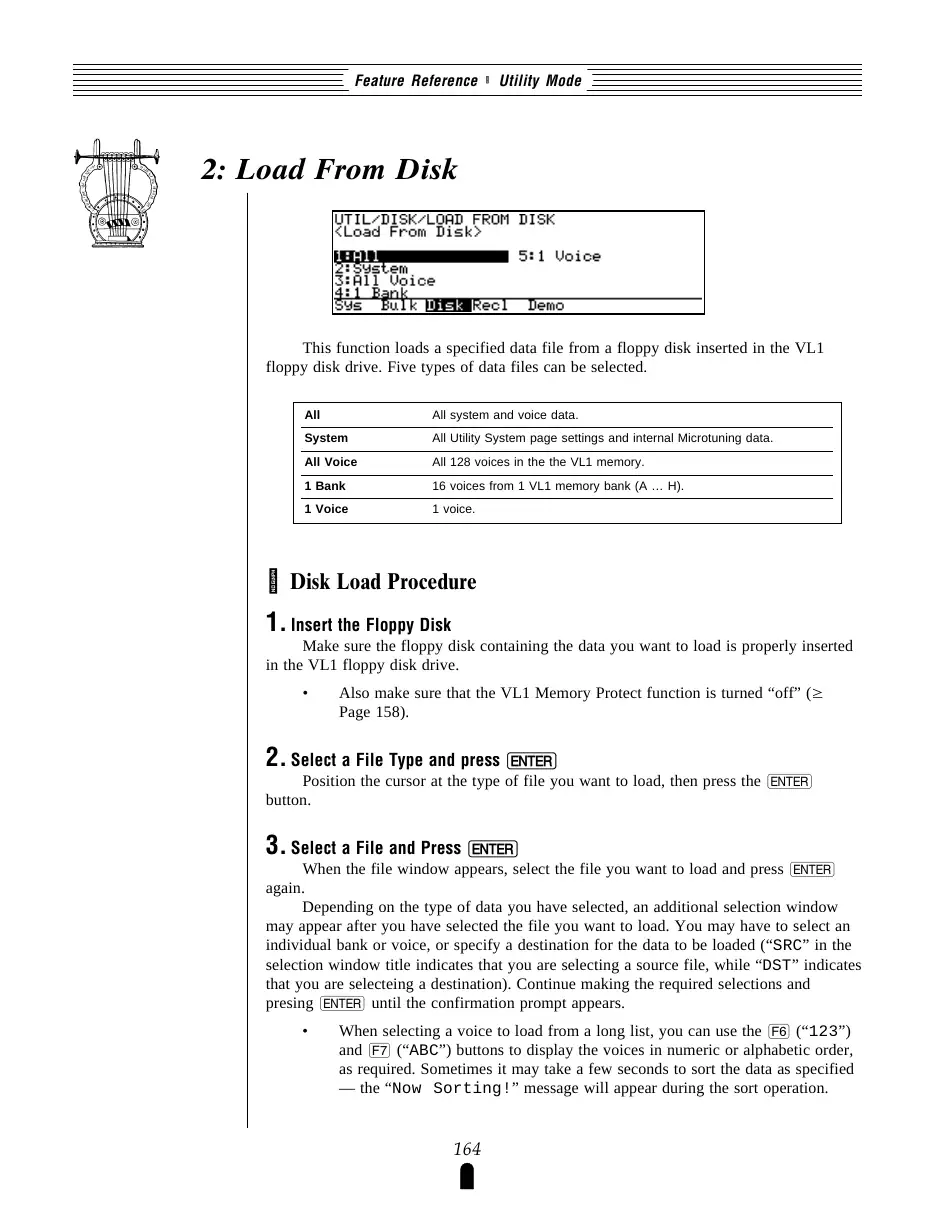 Feature Reference Utility Mode
2: Load From Disk
UTIL/DISK/LOAD FROM DISK
<Load From Disk>
1:All 5:1 Voice
2:System
3:All Voice
4:1 Bank
Sys Bulk Disk Recl Demo
This function loads a specified data file from a floppy disk inserted in the VL1
floppy disk drive. Five types of data files can be selected.
All All system and voice data.
System All Utility System page settings and internal Microtuning data.
All Voice All 128 voices in the the VL1 memory.
1 Bank 16 voices from 1 VL1 memory bank (A … H).
1 Voice 1 voice.
Disk Load Procedure
1. Insert the Floppy Disk
Make sure the floppy disk containing the data you want to load is properly inserted
in the VL1 floppy disk drive.
• Also make sure that the VL1 Memory Protect function is turned “off” (≥
Page 158).
2. Select a File Type and press ENTER
Position the cursor at the type of file you want to load, then press the ENTER
button.
3. Select a File and Press ENTER
When the file window appears, select the file you want to load and press ENTER
again.
Depending on the type of data you have selected, an additional selection window
may appear after you have selected the file you want to load. You may have to select an
individual bank or voice, or specify a destination for the data to be loaded (“SRC” in the
selection window title indicates that you are selecting a source file, while “DST” indicates
that you are selecteing a destination). Continue making the required selections and
presing ENTER until the confirmation prompt appears.
• When selecting a voice to load from a long list, you can use the F6 (“123”)
and F7 (“ABC”) buttons to display the voices in numeric or alphabetic order,
as required. Sometimes it may take a few seconds to sort the data as specified
— the “Now Sorting!” message will appear during the sort operation.
164